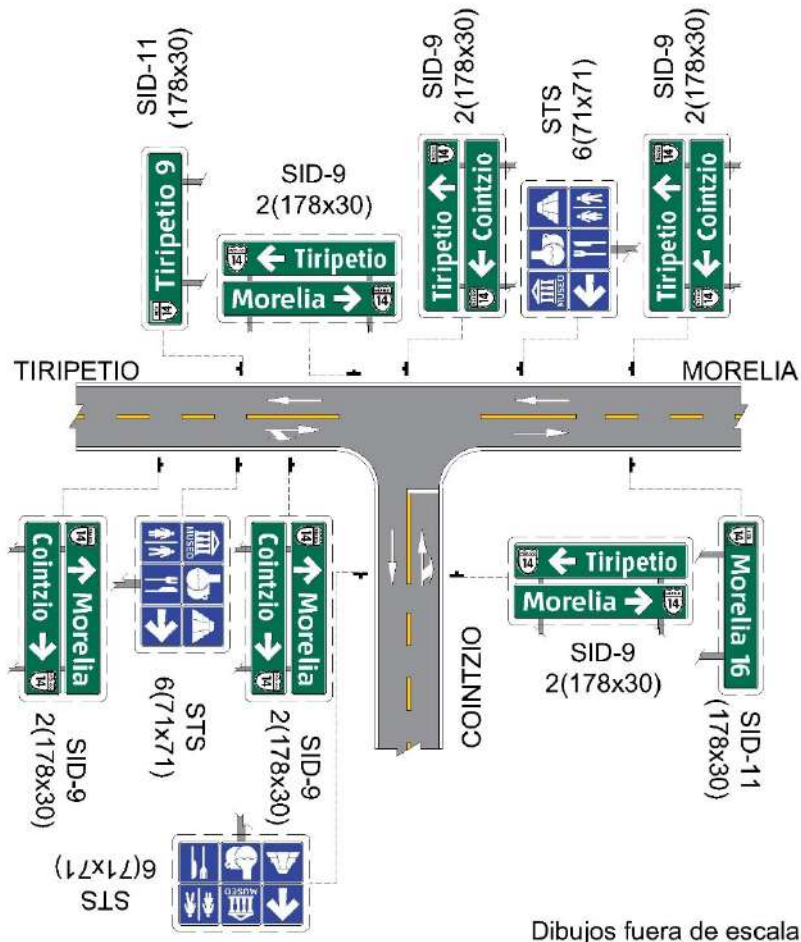 SID-11
(178x30)
14
Tiripetio 9
SID-9
2(178x30)
14
Tiripetio
Morelia
14
SID-9
2(178x30)
14
Tiripetio
Cointzio
14
STS
6(71x71)
MUSEO
SID-9
2(178x30)
14
Tiripetio
Cointzio
14
TIRIPETIO
MORELIA
COINTZIO
14
Morelia
Cointzio
14
SID-9
2(178x30)
MUSEO
STS
6(71x71)
14
Morelia
Cointzio
14
SID-9
2(178x30)
14
Tiripetio
Morelia
14
SID-9
2(178x30)
14
Morelia 16
SID-11
(178x30)
MUSEO
STS
6(71x71)
Dibujos fuera de escala